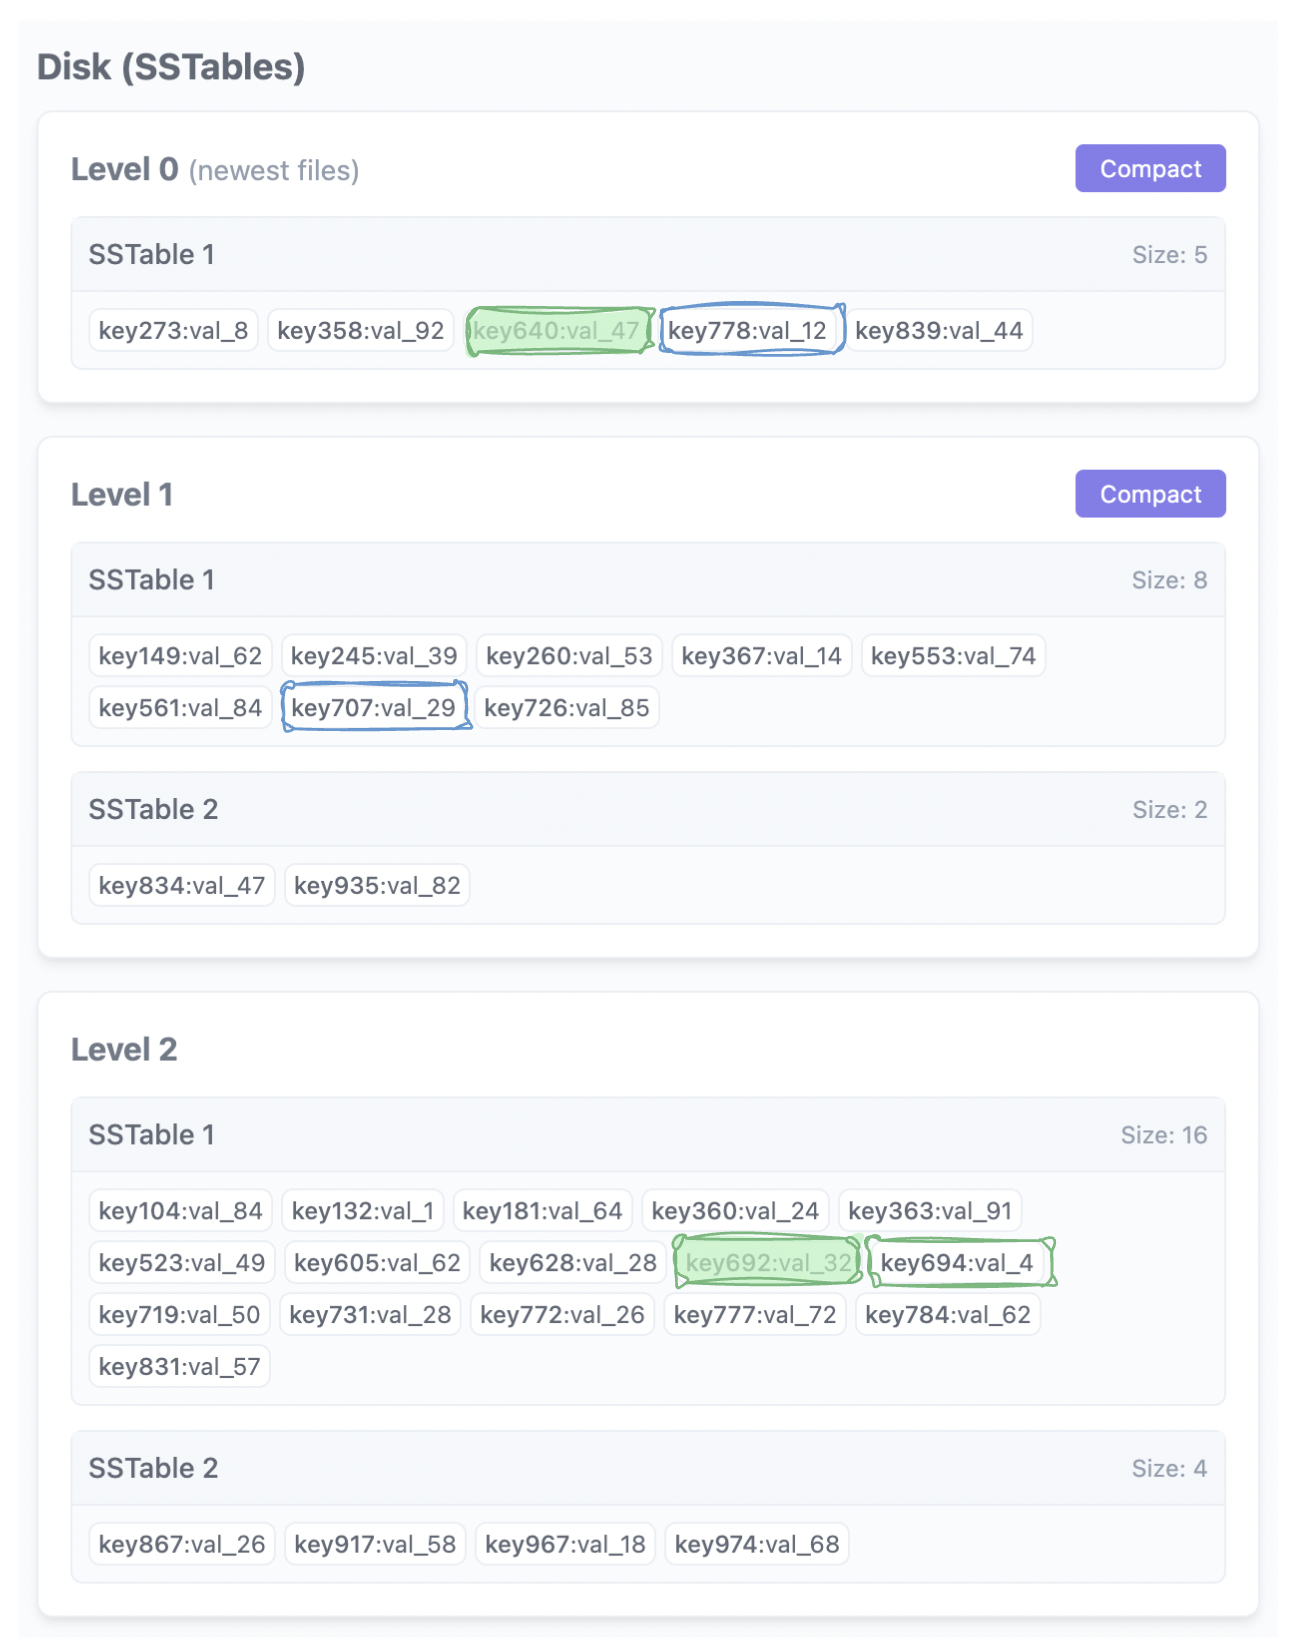 Disk (SSTables)
Level 0 (newest files)
Compact
SSTable 1
Size: 5
key273:val_8 key358:val_92 key640:val_47 key778:val_12 key839:val_44
Level 1
Compact
SSTable 1
Size: 8
key149:val_62 key245:val_39 key260:val_53 key367:val_14 key553:val_74
key561:val_84 key707:val_29 key726:val_85
SSTable 2
Size: 2
key834:val_47 key935:val_82
Level 2
SSTable 1
Size: 16
key104:val_84 key132:val_1 key181:val_64 key360:val_24 key363:val_91
key523:val_49 key605:val_62 key628:val_28 key692:val_32 key694:val_4
key719:val_50 key731:val_28 key772:val_26 key777:val_72 key784:val_62
key831:val_57
SSTable 2
Size: 4
key867:val_26 key917:val_58 key967:val_18 key974:val_68